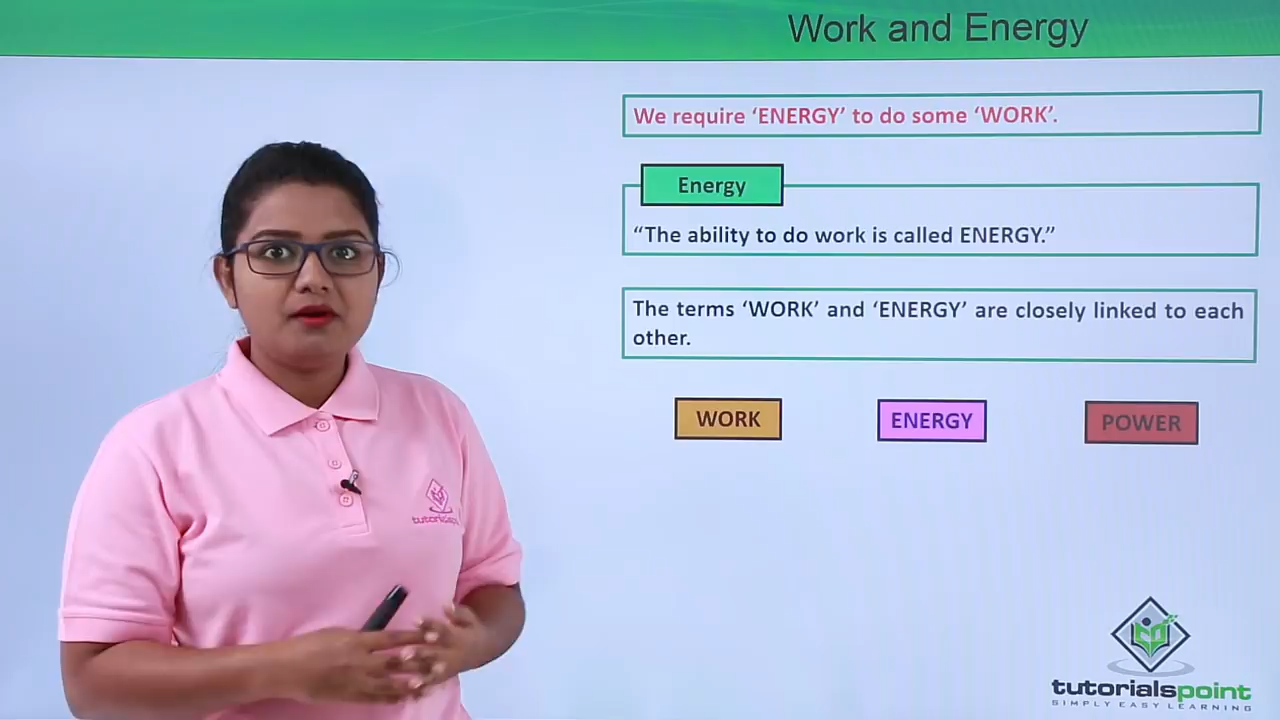 Work and Energy
We require ‘ENERGY’ to do some ‘WORK’.
Energy
“The ability to do work is called ENERGY.”
The terms ‘WORK’ and ‘ENERGY’ are closely linked to each
other.
WORK ENERGY POWER
tutorialspoint
SIMPLY EASY LEARNING